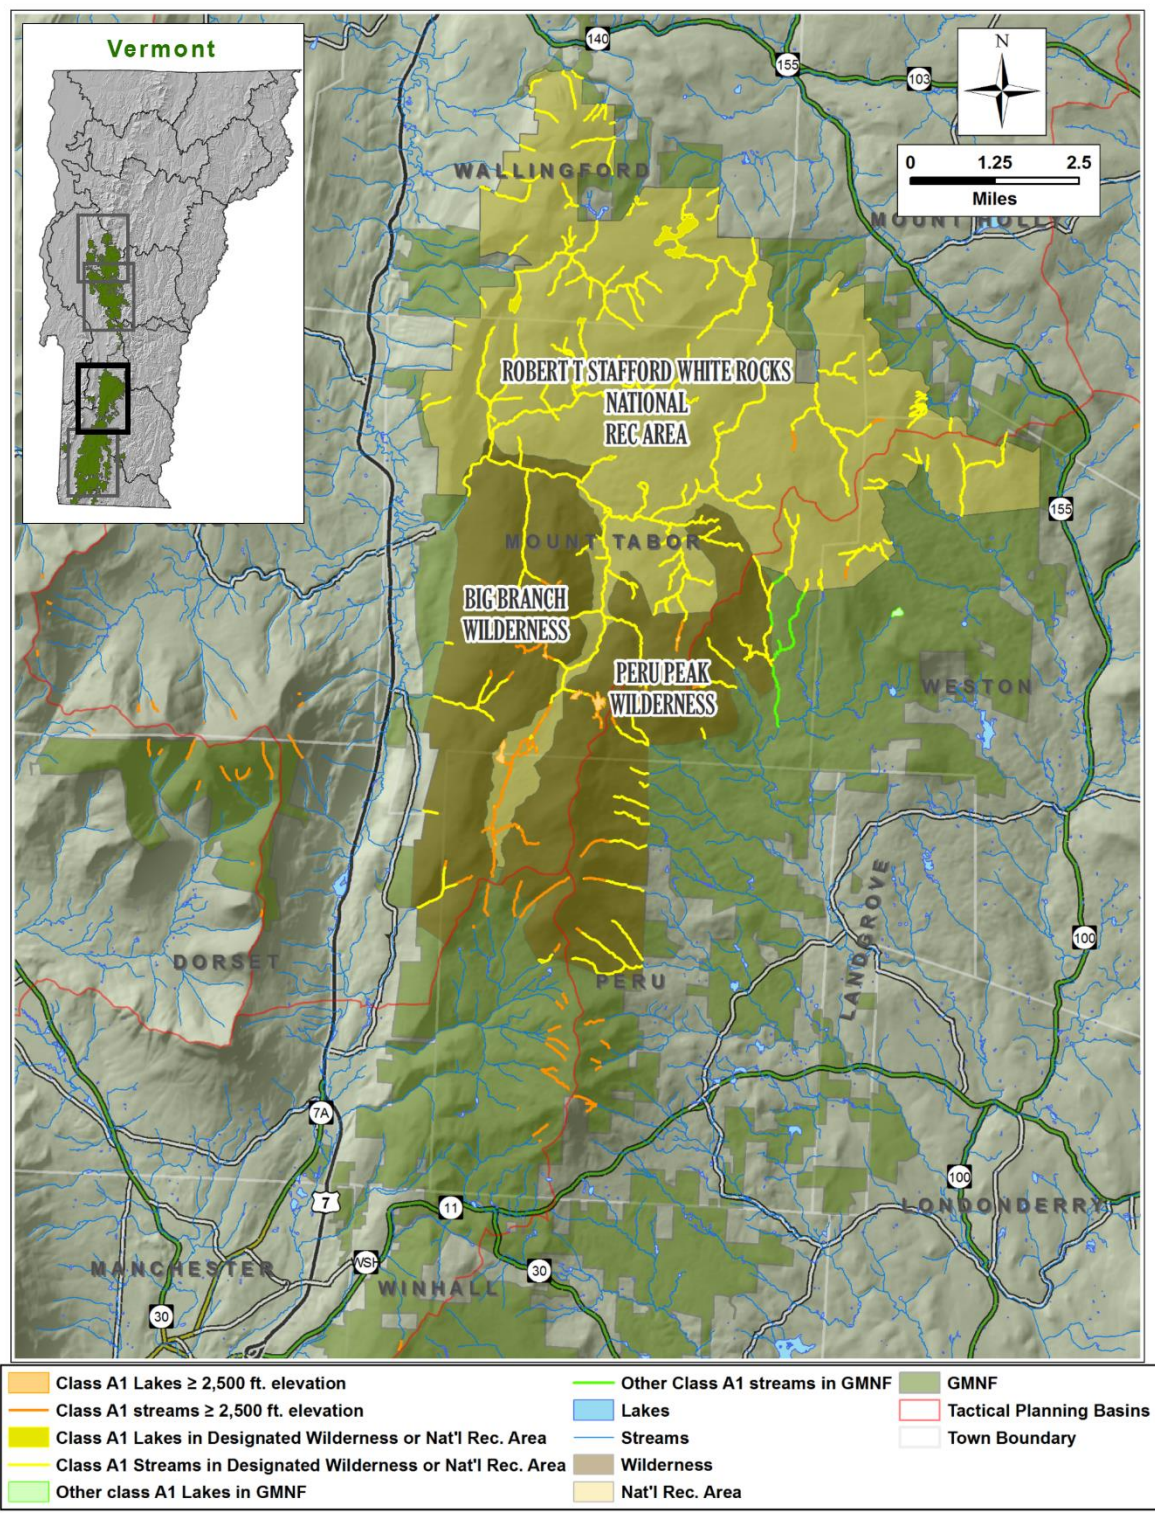 Vermont
140
155
103
N
0 1.25 2.5
Miles
WALLINGFORD
MOUNT HOLLY
ROBERT T STAFFORD WHITE ROCKS
NATIONAL
REC AREA
155
MOUNT TABOR
BIG BRANCH
WILDERNESS
PERU PEAK
WILDERNESS
WESTON
LANDGROVE
100
DORSET
PERU
7A
7
11
100
LONDONDERRY
MANCHESTER
VSH
30
WINHALL
30
Class A1 Lakes ≥ 2,500 ft. elevation
Class A1 streams ≥ 2,500 ft. elevation
Class A1 Lakes in Designated Wilderness or Nat'l Rec. Area
Class A1 Streams in Designated Wilderness or Nat'l Rec. Area
Other class A1 Lakes in GMNF
Other Class A1 streams in GMNF
Lakes
Streams
Wilderness
Nat'l Rec. Area
GMNF
Tactical Planning Basins
Town Boundary